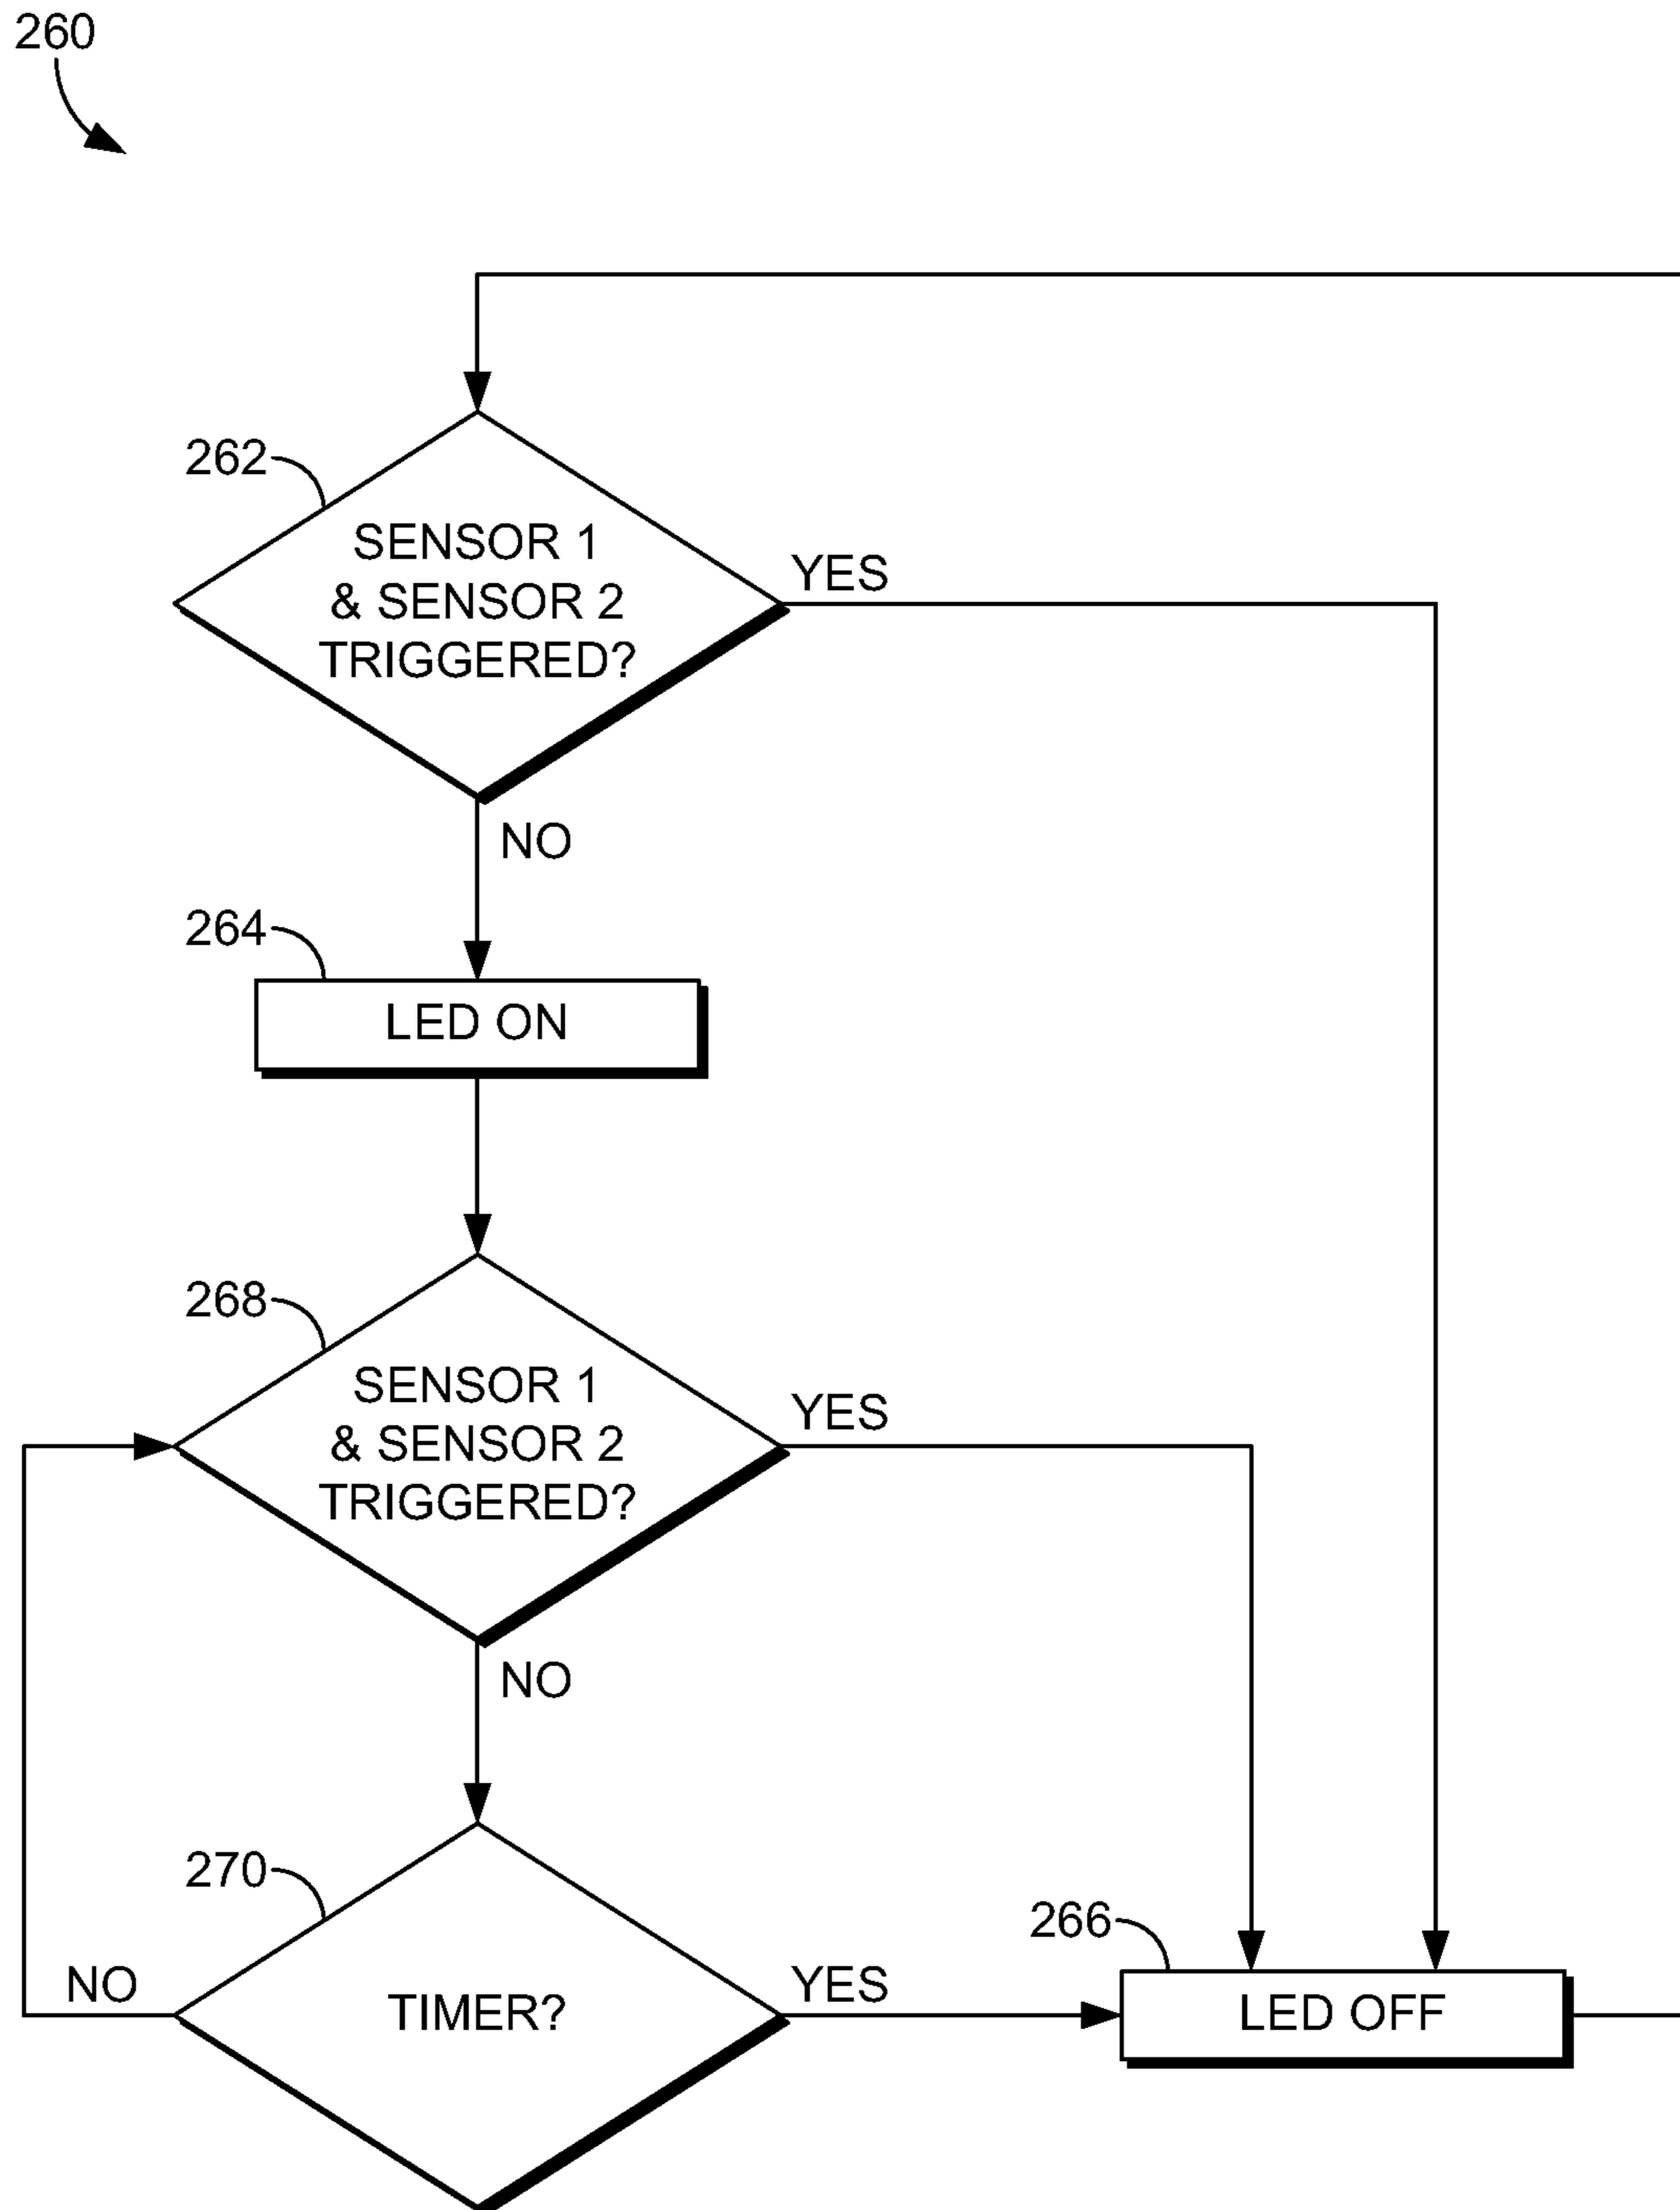 260
262
SENSOR 1
& SENSOR 2
TRIGGERED?
YES
NO
264
LED ON
268
SENSOR 1
& SENSOR 2
TRIGGERED?
YES
NO
270
266
NO
TIMER?
YES
LED OFF